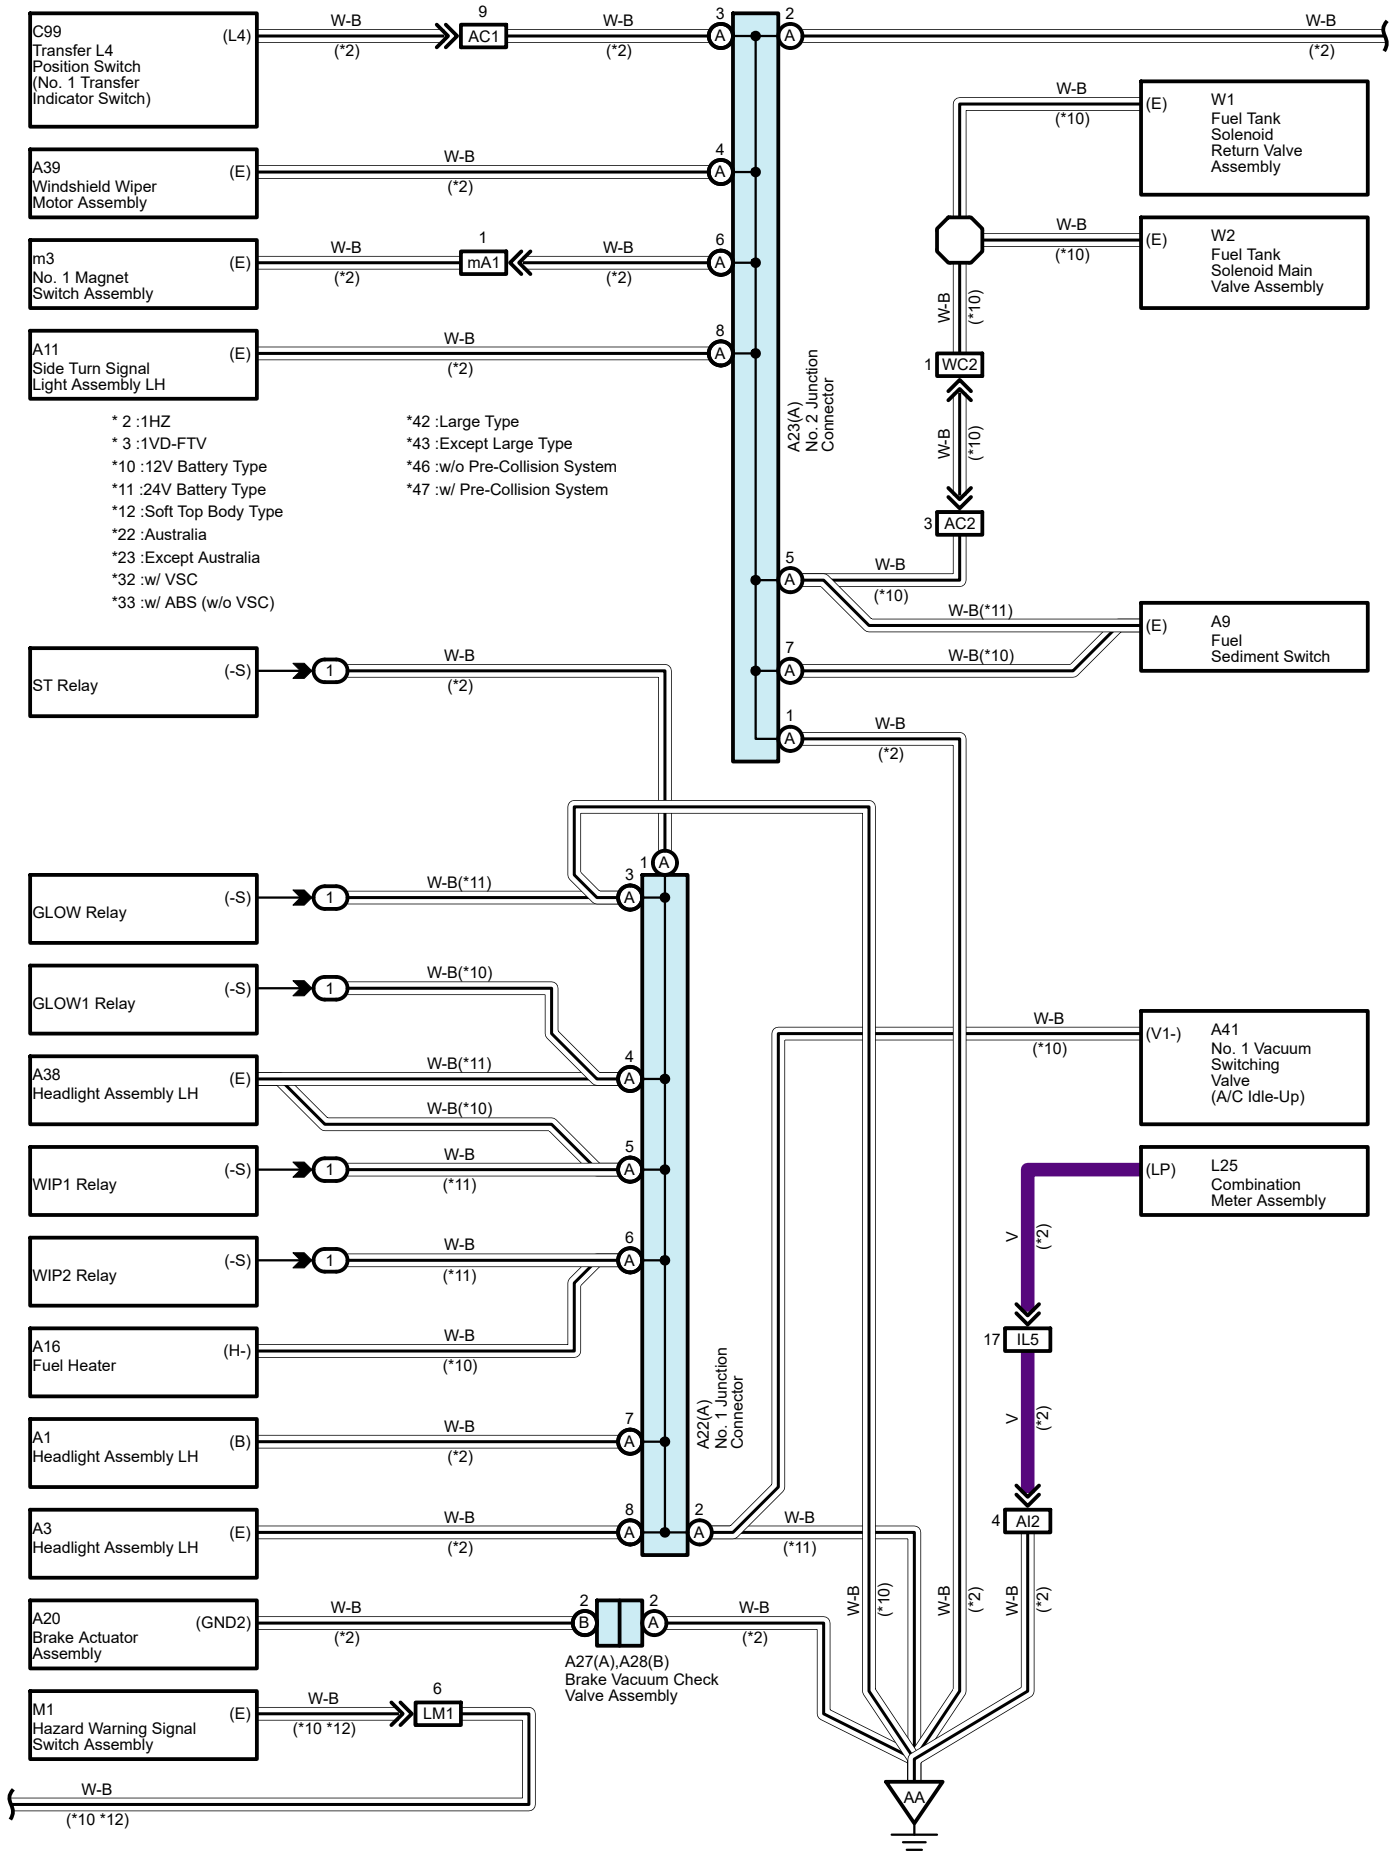 C99
Transfer L4
Position Switch
(No. 1 Transfer
Indicator Switch)
(L4)
W-B
(*2)
9
AC1
W-B
(*2)
3
A
2
A
W-B
(*2)
A39
Windshield Wiper
Motor Assembly
(E)
W-B
(*2)
4
A
m3
No. 1 Magnet
Switch Assembly
(E)
W-B
(*2)
1
mA1
W-B
(*2)
6
A
A11
Side Turn Signal
Light Assembly LH
(E)
W-B
(*2)
8
A
A23(A)
No. 2 Junction
Connector
W-B
(*10)
(E)
W1
Fuel Tank
Solenoid
Return Valve
Assembly
W-B
(*10)
(E)
W2
Fuel Tank
Solenoid Main
Valve Assembly
W-B
(*10)
1
WC2
W-B
(*10)
3
AC2
5
A
W-B
(*10)
W-B(*11)
7
A
W-B(*10)
(E)
A9
Fuel
Sediment Switch
1
A
W-B
(*2)
* 2 :1HZ
* 3 :1VD-FTV
*10 :12V Battery Type
*11 :24V Battery Type
*12 :Soft Top Body Type
*22 :Australia
*23 :Except Australia
*32 :w/ VSC
*33 :w/ ABS (w/o VSC)
*42 :Large Type
*43 :Except Large Type
*46 :w/o Pre-Collision System
*47 :w/ Pre-Collision System
ST Relay
(-S)
1
W-B
(*2)
1
A
GLOW Relay
(-S)
1
W-B(*11)
3
A
GLOW1 Relay
(-S)
1
W-B(*10)
4
A
A38
Headlight Assembly LH
(E)
W-B(*11)
W-B(*10)
5
A
WIP1 Relay
(-S)
1
W-B
(*11)
WIP2 Relay
(-S)
1
W-B
(*11)
6
A
A16
Fuel Heater
(H-)
W-B
(*10)
A1
Headlight Assembly LH
(B)
W-B
(*2)
7
A
A22(A)
No. 1 Junction
Connector
A3
Headlight Assembly LH
(E)
W-B
(*2)
8
A
2
A
W-B
(*11)
W-B
(*10)
(V1-)
A41
No. 1 Vacuum
Switching
Valve
(A/C Idle-Up)
(LP)
L25
Combination
Meter Assembly
V
(*2)
17
IL5
V
(*2)
4
AI2
W-B
(*10)
W-B
(*2)
W-B
(*2)
A20
Brake Actuator
Assembly
(GND2)
W-B
(*2)
2
B
2
A
W-B
(*2)
A27(A),A28(B)
Brake Vacuum Check
Valve Assembly
M1
Hazard Warning Signal
Switch Assembly
(E)
W-B
(*10 *12)
6
LM1
W-B
(*10 *12)
AA